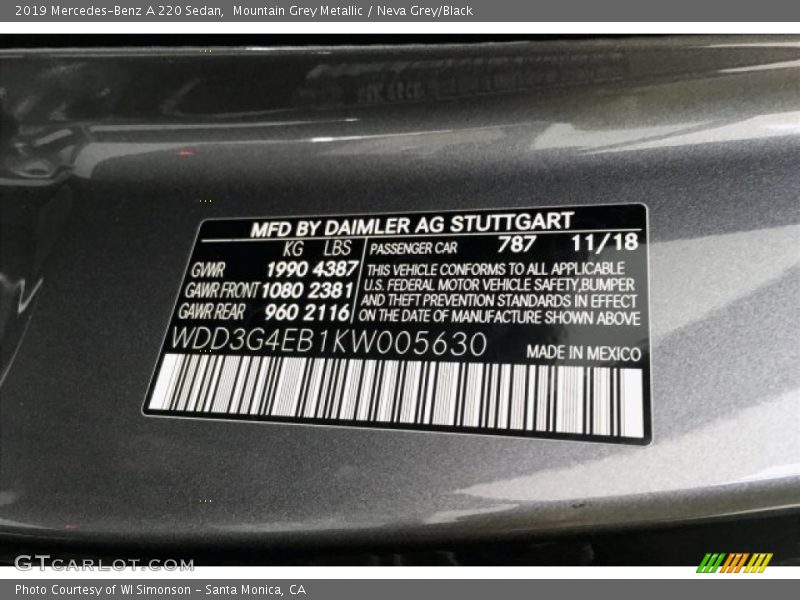 2019 Mercedes-Benz A 220 Sedan,  Mountain Grey Metallic / Neva Grey/Black
MFD BY DAIMLER AG STUTTGART
KG LBS PASSENGER CAR 787 11/18
GVWR 1990 4387 THIS VEHICLE CONFORMS TO ALL APPLICABLE
U.S. FEDERAL MOTOR VEHICLE SAFETY,BUMPER
GAWR FRONT 1080 2381 AND THEFT PREVENTION STANDARDS IN EFFECT
GAWR REAR 960 2116 ON THE DATE OF MANUFACTURE SHOWN ABOVE
WDD3G4EB1KW005630 MADE IN MEXICO
GTCARLOT.COM
Photo Courtesy of WI Simonson - Santa Monica, CA